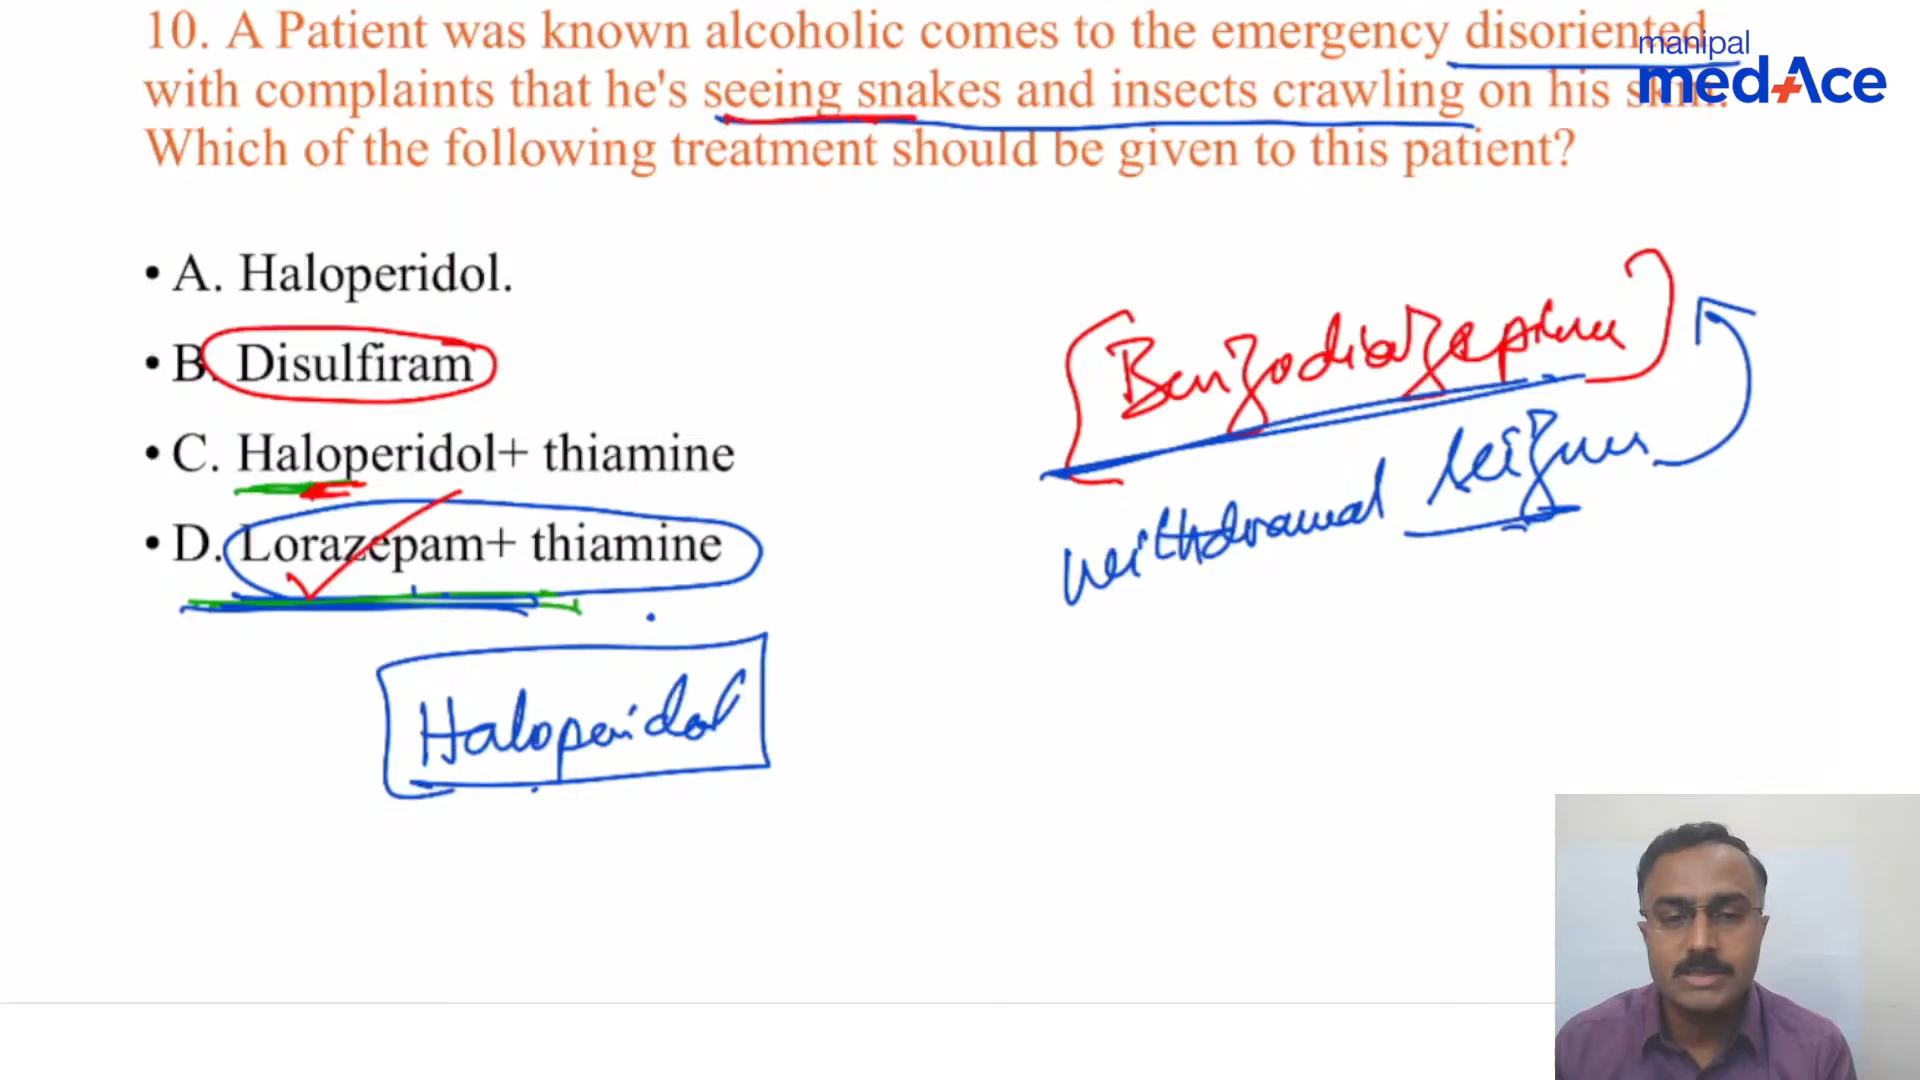 10. A Patient was known alcoholic comes to the emergency disoriented
manipal
with complaints that he's seeing snakes and insects crawling on his skin.
medAce
Which of the following treatment should be given to this patient?
• A. Haloperidol.
• B. Disulfiram
• C. Haloperidol+ thiamine
• D. Lorazepam+ thiamine
Benzodiazepine
withdrawal seizures
Haloperidol